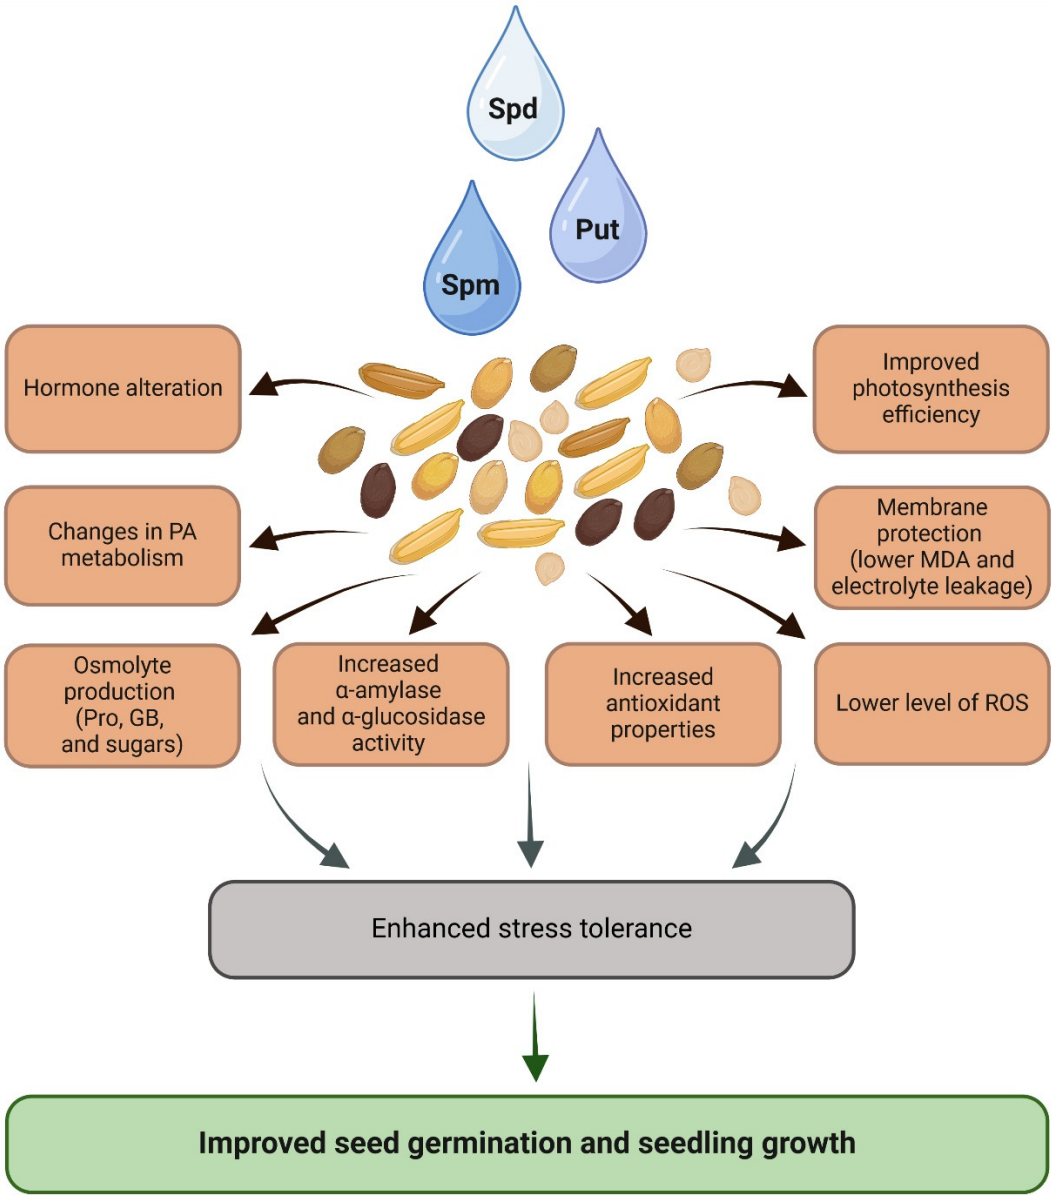 Spd
Put
Spm
Hormone alteration
Improved
photosynthesis
efficiency
Changes in PA
metabolism
Membrane
protection
(lower MDA and
electrolyte leakage)
Osmolyte
production
(Pro, GB,
and sugars)
Increased
α-amylase
and α-glucosidase
activity
Increased
antioxidant
properties
Lower level of ROS
Enhanced stress tolerance
Improved seed germination and seedling growth